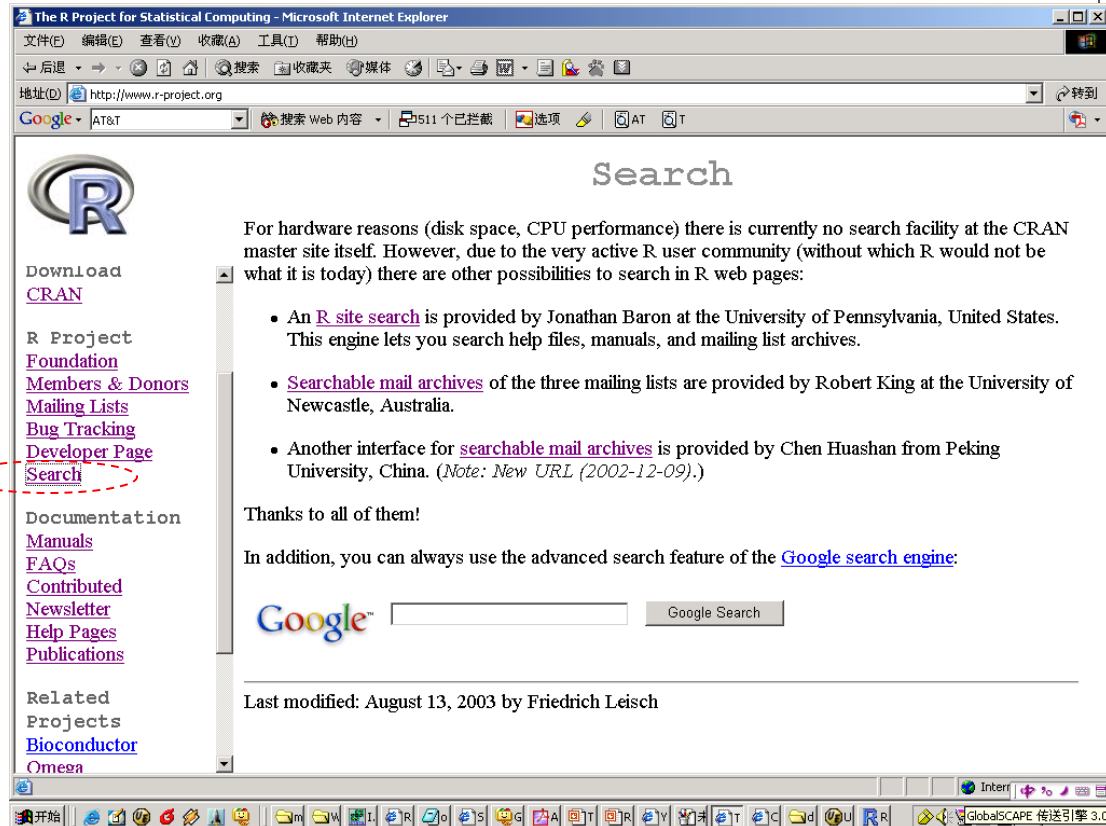 The R Project for Statistical Computing - Microsoft Internet Explorer
文件(F) 编辑(E) 查看(V) 收藏(A) 工具(T) 帮助(H)
后退 搜索 收藏夹 媒体
地址(D) http://www.r-project.org 转到
Google AT&T 搜索 Web 内容 511 个已拦截 选项 AT T
R
Download
CRAN
R Project
Foundation
Members & Donors
Mailing Lists
Bug Tracking
Developer Page
Search
Documentation
Manuals
FAQs
Contributed
Newsletter
Help Pages
Publications
Related
Projects
Bioconductor
Omega
Search
For hardware reasons (disk space, CPU performance) there is currently no search facility at the CRAN
master site itself. However, due to the very active R user community (without which R would not be
what it is today) there are other possibilities to search in R web pages:
An R site search is provided by Jonathan Baron at the University of Pennsylvania, United States.
This engine lets you search help files, manuals, and mailing list archives.
Searchable mail archives of the three mailing lists are provided by Robert King at the University of
Newcastle, Australia.
Another interface for searchable mail archives is provided by Chen Huashan from Peking
University, China. (Note: New URL (2002-12-09).)
Thanks to all of them!
In addition, you can always use the advanced search feature of the Google search engine:
Google™ Google Search
Last modified: August 13, 2003 by Friedrich Leisch
Interr 中
开始 m W I. R o S G A T R Y 未 T C d U R GlobalSCAPE 传送引擎 3.0